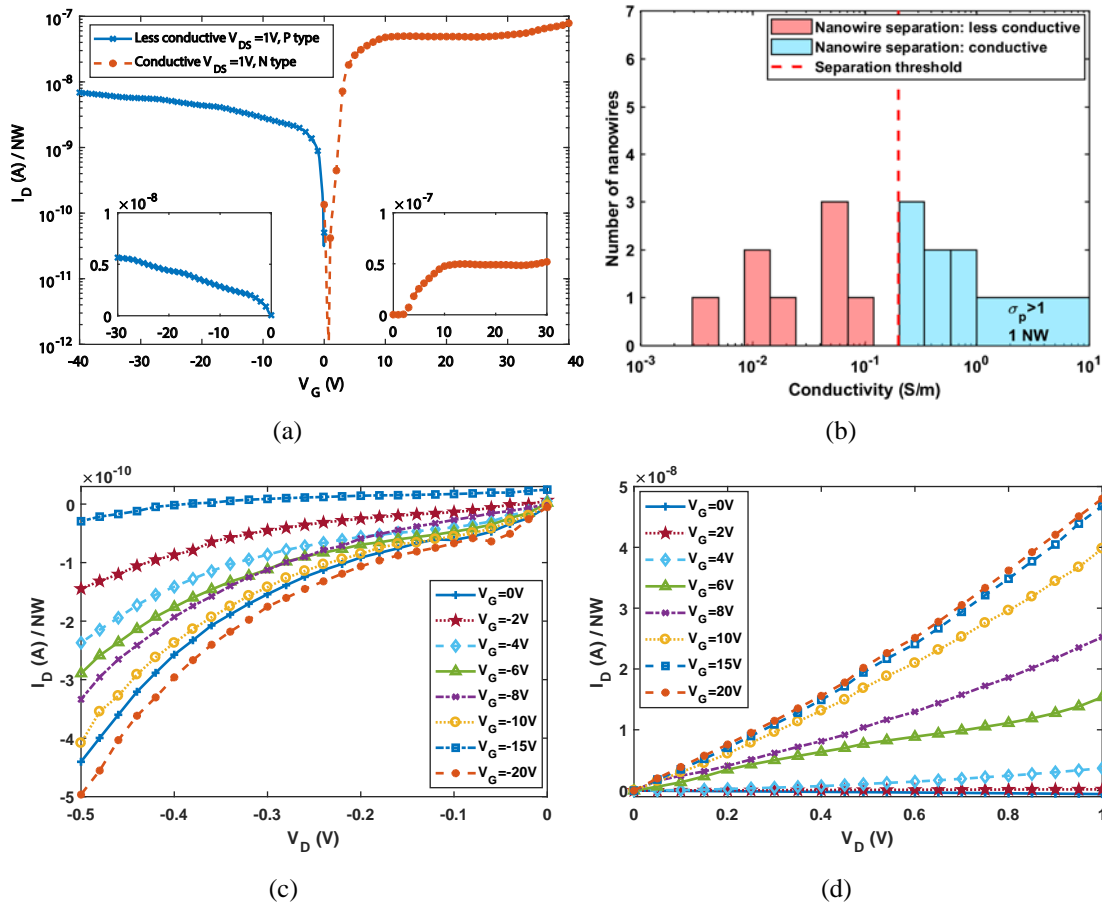 Less conductive V_DS =1V, P type
Conductive V_DS =1V, N type
10^-7
10^-8
10^-9
10^-10
10^-11
10^-12
I_D (A) / NW
×10^-8
1
0.5
0
-30 -20 -10 0
×10^-7
1
0.5
0
0 10 20 30
-40 -30 -20 -10 0 10 20 30 40
V_G (V)
(a)
Nanowire separation: less conductive
Nanowire separation: conductive
Separation threshold
7
6
5
4
3
2
1
0
Number of nanowires
σ_p>1
1 NW
10^-3 10^-2 10^-1 10^0 10^1
Conductivity (S/m)
(b)
×10^-10
0
-1
-2
-3
-4
-5
I_D (A) / NW
V_G=0V
V_G=-2V
V_G=-4V
V_G=-6V
V_G=-8V
V_G=-10V
V_G=-15V
V_G=-20V
-0.5 -0.4 -0.3 -0.2 -0.1 0
V_D (V)
(c)
×10^-8
5
4
3
2
1
0
I_D (A) / NW
V_G=0V
V_G=2V
V_G=4V
V_G=6V
V_G=8V
V_G=10V
V_G=15V
V_G=20V
0 0.2 0.4 0.6 0.8 1
V_D (V)
(d)